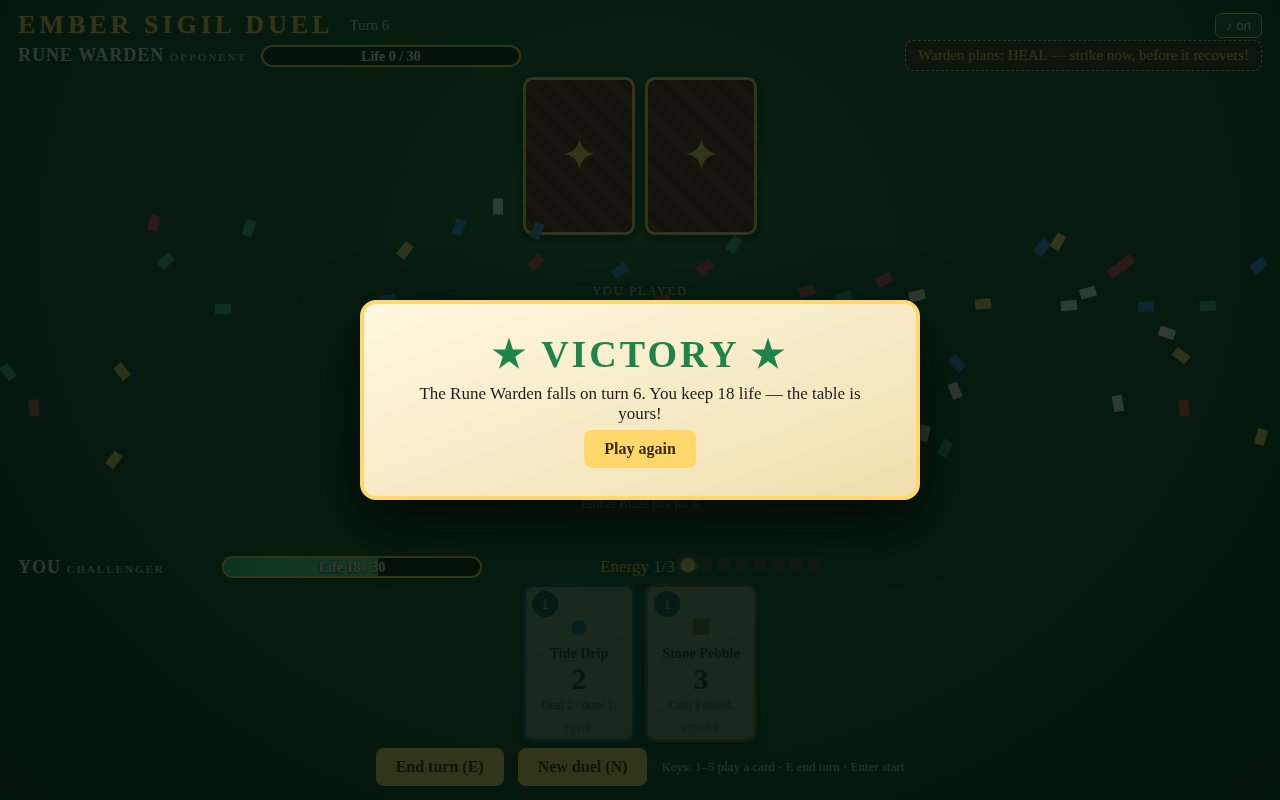 EMBER SIGIL DUEL Turn 6 ♪ on
RUNE WARDEN OPPONENT Life 0 / 30 Warden plans: HEAL — strike now, before it recovers!
YOU PLAYED
★ VICTORY ★
The Rune Warden falls on turn 6. You keep 18 life — the table is
yours!
Play again
Ember Blaze hits for 6
YOU CHALLENGER Life 18 / 30 Energy 1/3
1 1
Tide Drip Stone Pebble
2 3
Deal 2 · draw 1. Gain 3 shield.
TIDE STONE
End turn (E) New duel (N) Keys: 1–5 play a card · E end turn · Enter start